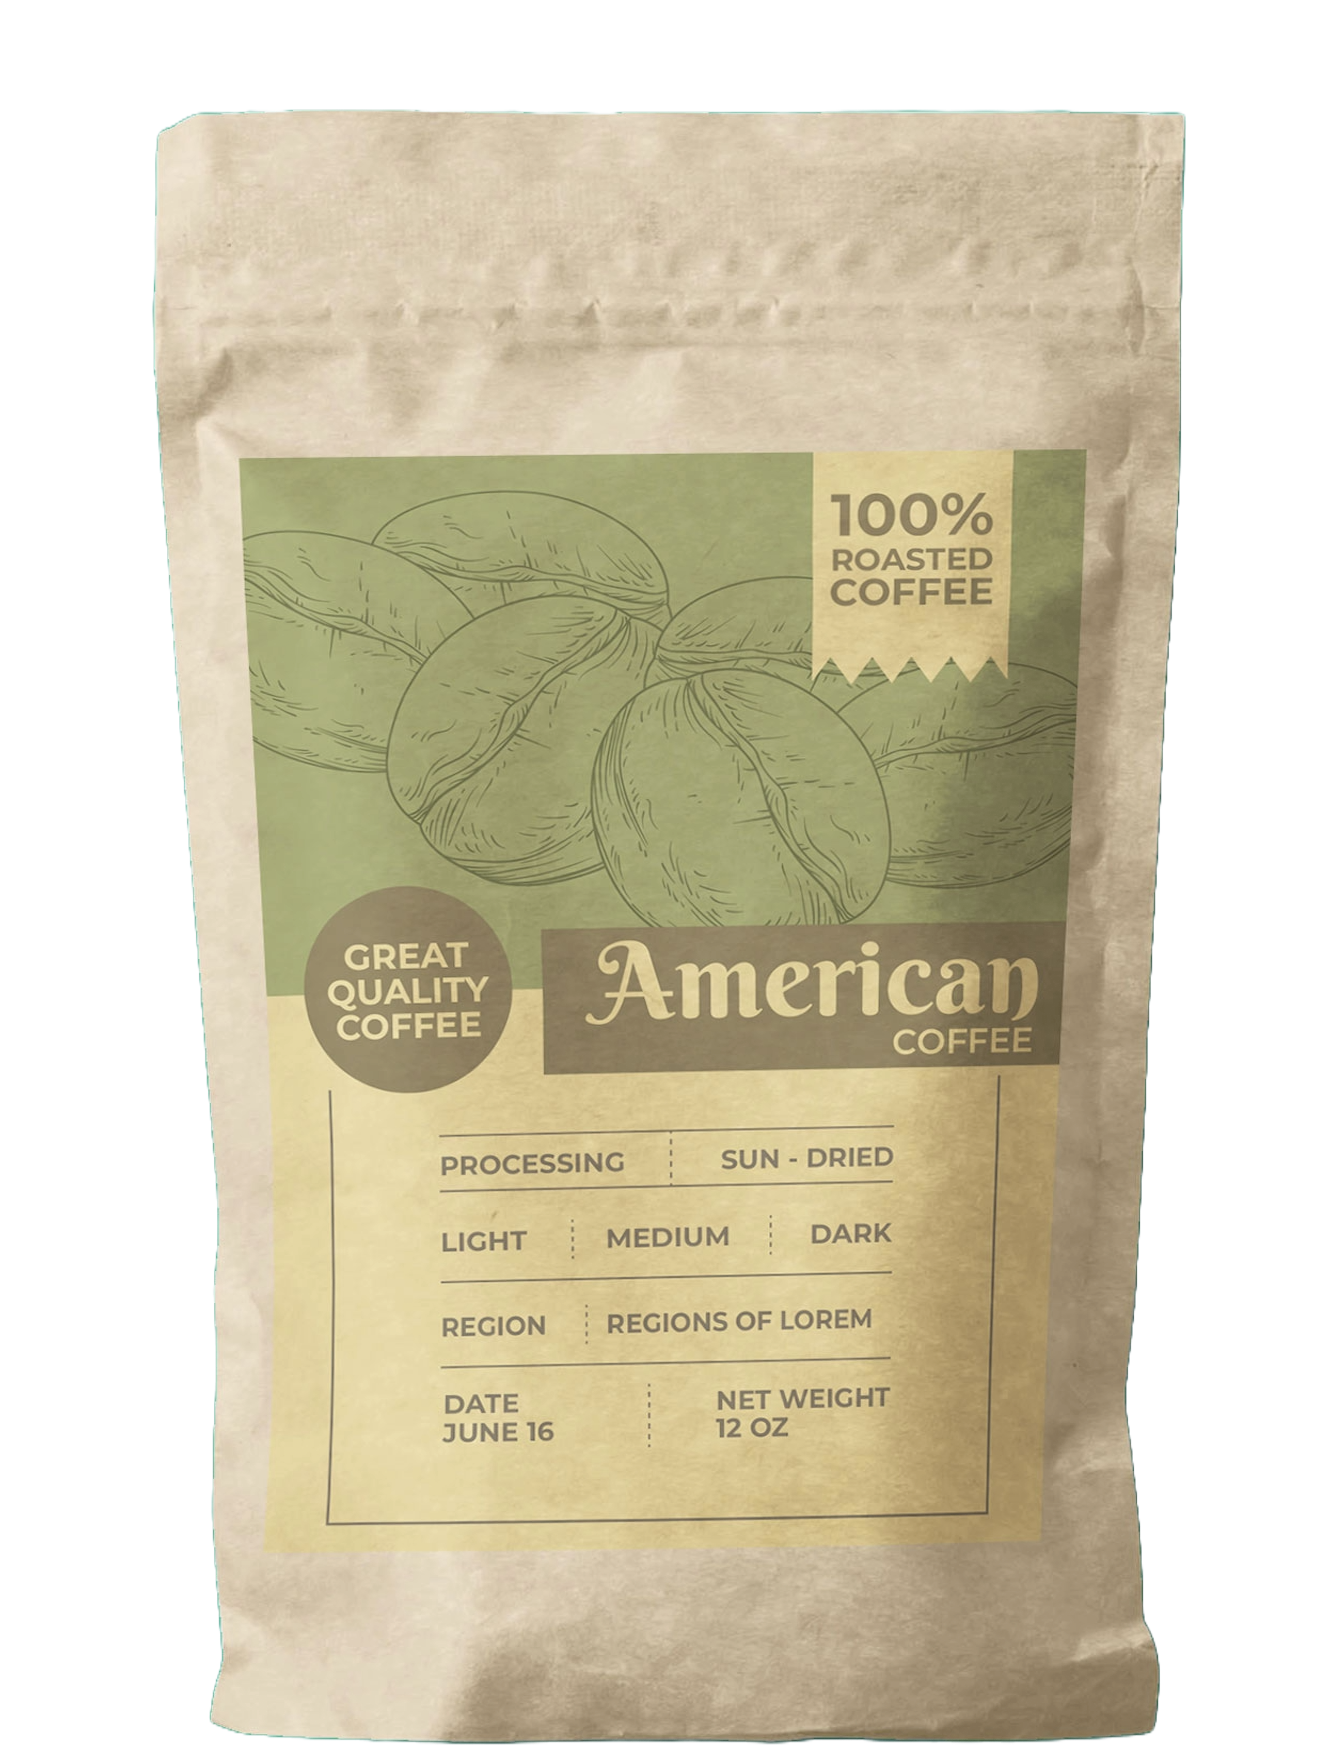 100%
ROASTED
COFFEE
GREAT
QUALITY
COFFEE
American
COFFEE
PROCESSING SUN - DRIED
LIGHT MEDIUM DARK
REGION REGIONS OF LOREM
DATE
JUNE 16
NET WEIGHT
12 OZ